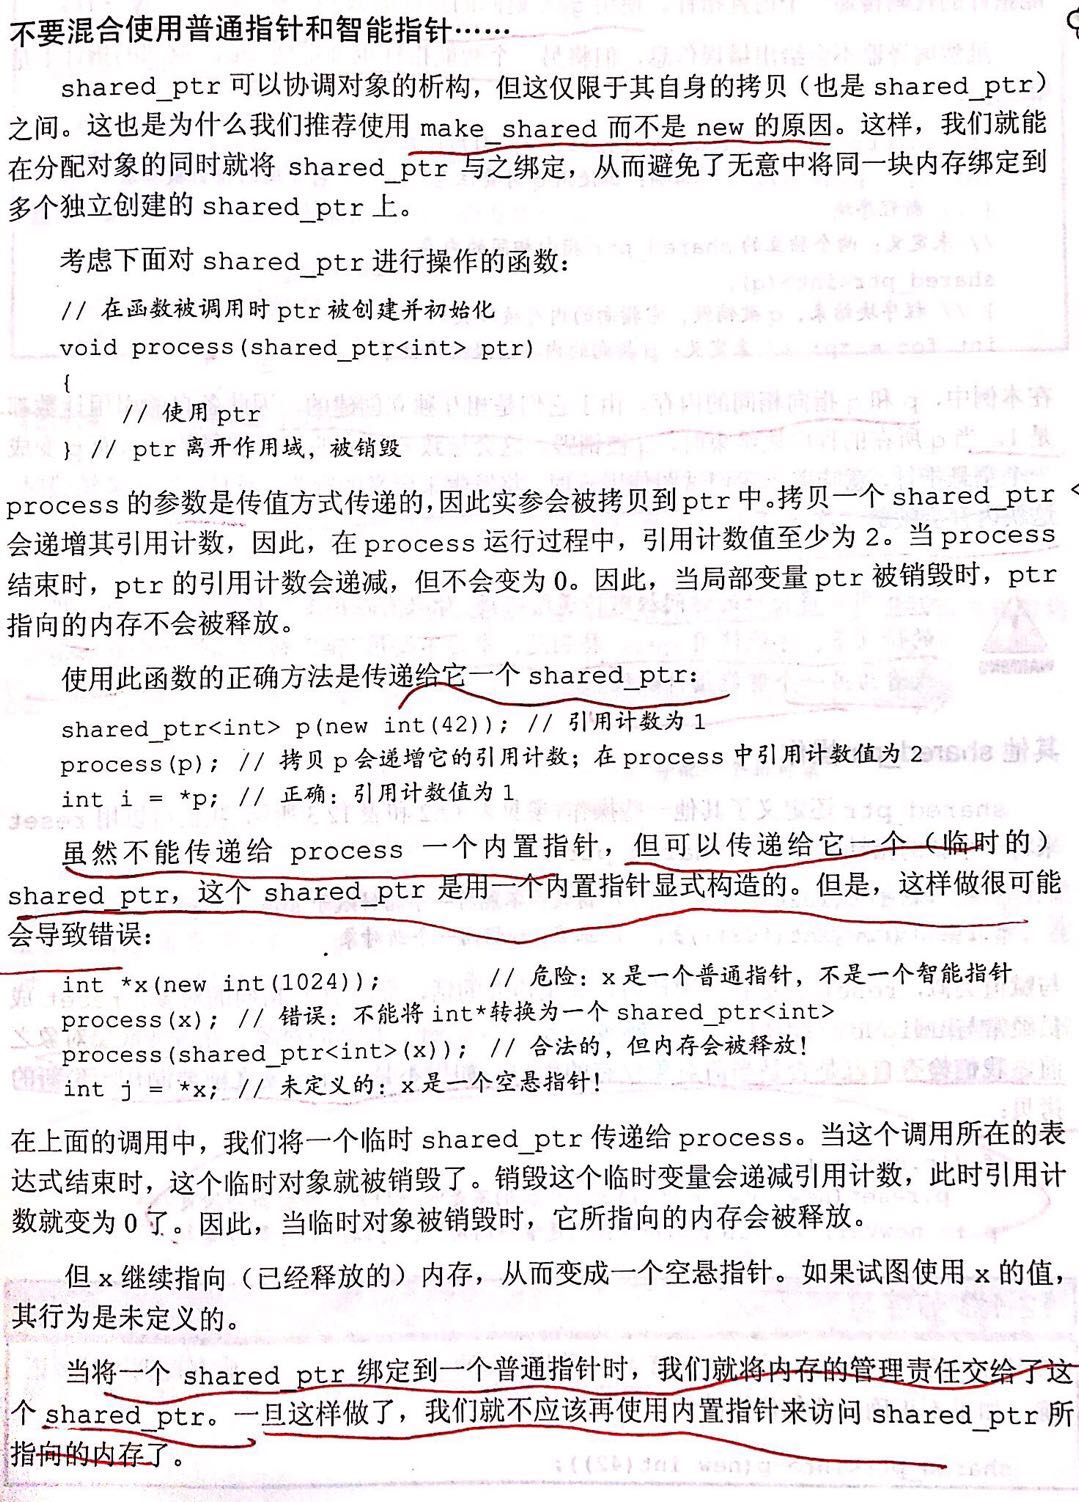 不要混合使用普通指针和智能指针……
shared_ptr 可以协调对象的析构，但这仅限于其自身的拷贝（也是 shared_ptr）
之间。这也是为什么我们推荐使用 make_shared 而不是 new 的原因。这样，我们就能
在分配对象的同时就将 shared_ptr 与之绑定，从而避免了无意中将同一块内存绑定到
多个独立创建的 shared_ptr 上。
考虑下面对 shared_ptr 进行操作的函数：
// 在函数被调用时 ptr 被创建并初始化
void process(shared_ptr<int> ptr)
{
// 使用 ptr
} // ptr 离开作用域，被销毁
process 的参数是传值方式传递的，因此实参会被拷贝到 ptr 中。拷贝一个 shared_ptr
会递增其引用计数，因此，在 process 运行过程中，引用计数值至少为 2。当 process
结束时，ptr 的引用计数会递减，但不会变为 0。因此，当局部变量 ptr 被销毁时，ptr
指向的内存不会被释放。
使用此函数的正确方法是传递给它一个 shared_ptr：
shared_ptr<int> p(new int(42)); // 引用计数为 1
process(p); // 拷贝 p 会递增它的引用计数；在 process 中引用计数值为 2
int i = *p; // 正确：引用计数值为 1
虽然不能传递给 process 一个内置指针，但可以传递给它一个（临时的）
shared_ptr，这个 shared_ptr 是用一个内置指针显式构造的。但是，这样做很可能
会导致错误：
int *x(new int(1024)); // 危险：x 是一个普通指针，不是一个智能指针
process(x); // 错误：不能将 int*转换为一个 shared_ptr<int>
process(shared_ptr<int>(x)); // 合法的，但内存会被释放！
int j = *x; // 未定义的：x 是一个空悬指针！
在上面的调用中，我们将一个临时 shared_ptr 传递给 process。当这个调用所在的表
达式结束时，这个临时对象就被销毁了。销毁这个临时变量会递减引用计数，此时引用计
数就变为 0 了。因此，当临时对象被销毁时，它所指向的内存会被释放。
但 x 继续指向（已经释放的）内存，从而变成一个空悬指针。如果试图使用 x 的值，
其行为是未定义的。
当将一个 shared_ptr 绑定到一个普通指针时，我们就将内存的管理责任交给了这
个 shared_ptr。一旦这样做了，我们就不应该再使用内置指针来访问 shared_ptr 所
指向的内存了。